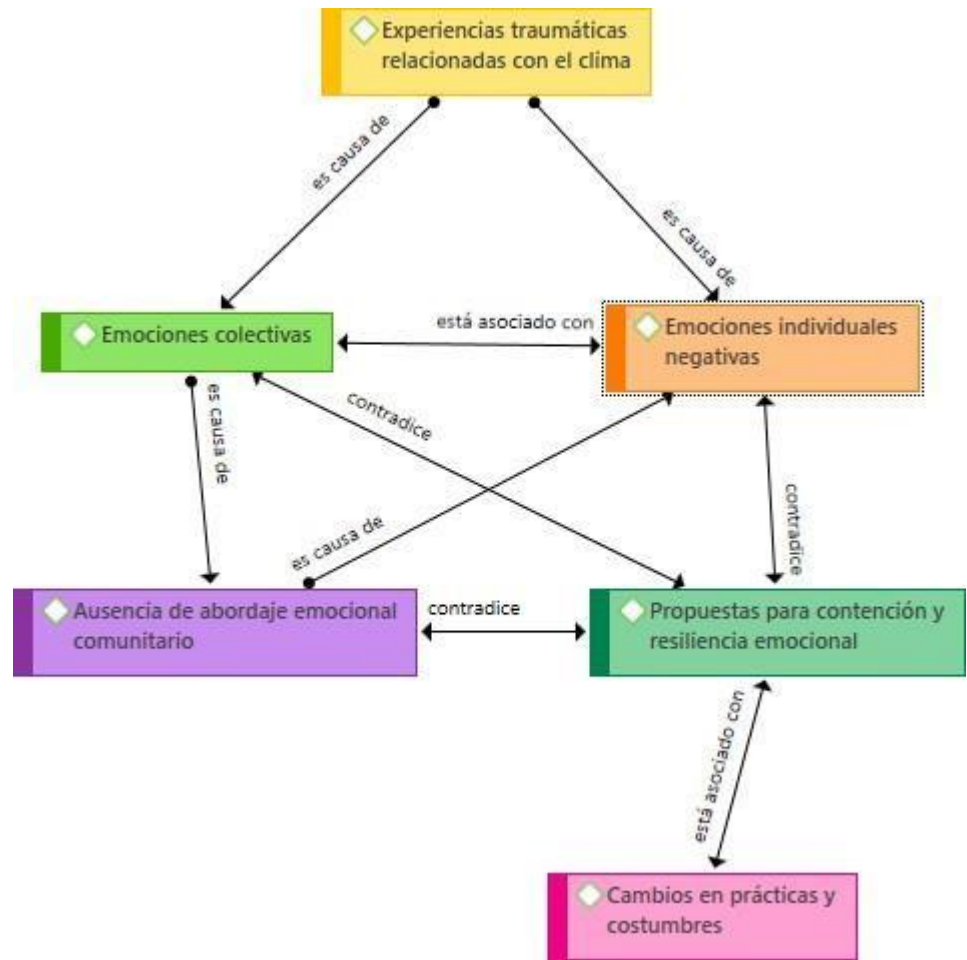 Experiencias traumáticas
relacionadas con el clima
es causa de
es causa de
Emociones colectivas
está asociado con
Emociones individuales
negativas
es causa de
contradice
es causa de
contradice
Ausencia de abordaje emocional
comunitario
contradice
Propuestas para contención y
resiliencia emocional
está asociado con
Cambios en prácticas y
costumbres